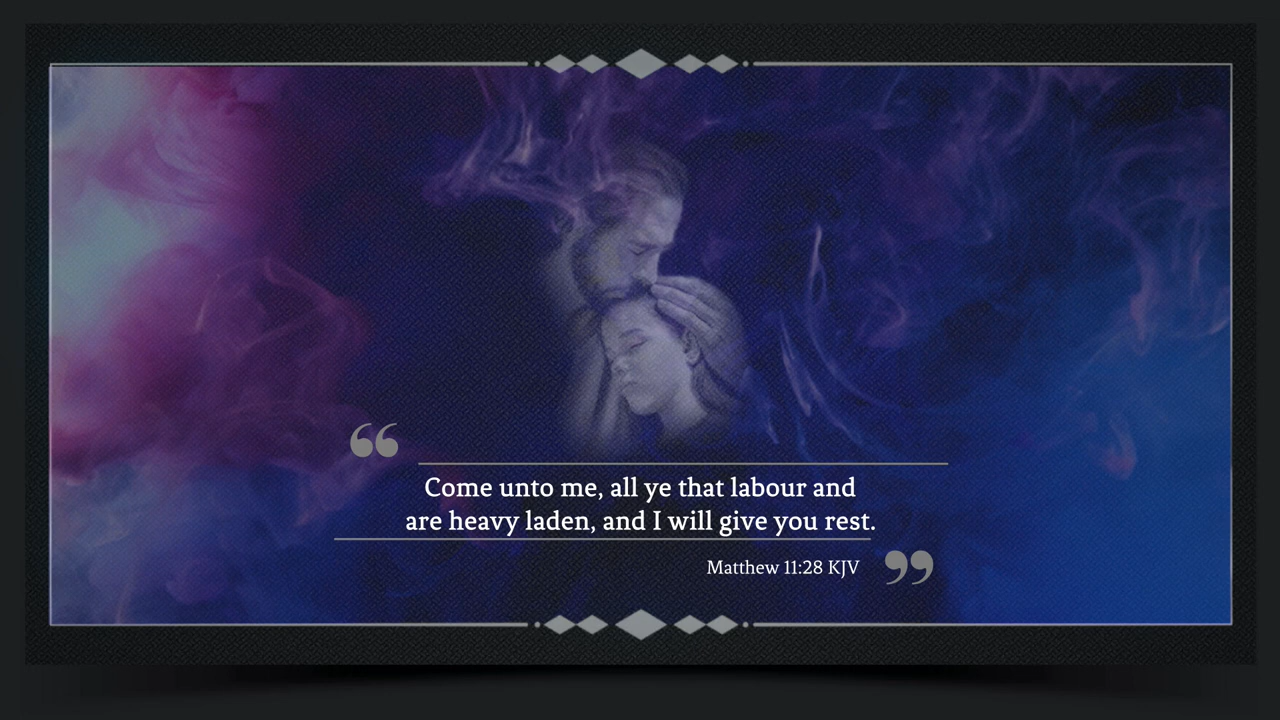 “
Come unto me, all ye that labour and
are heavy laden, and I will give you rest.
Matthew 11:28 KJV ”